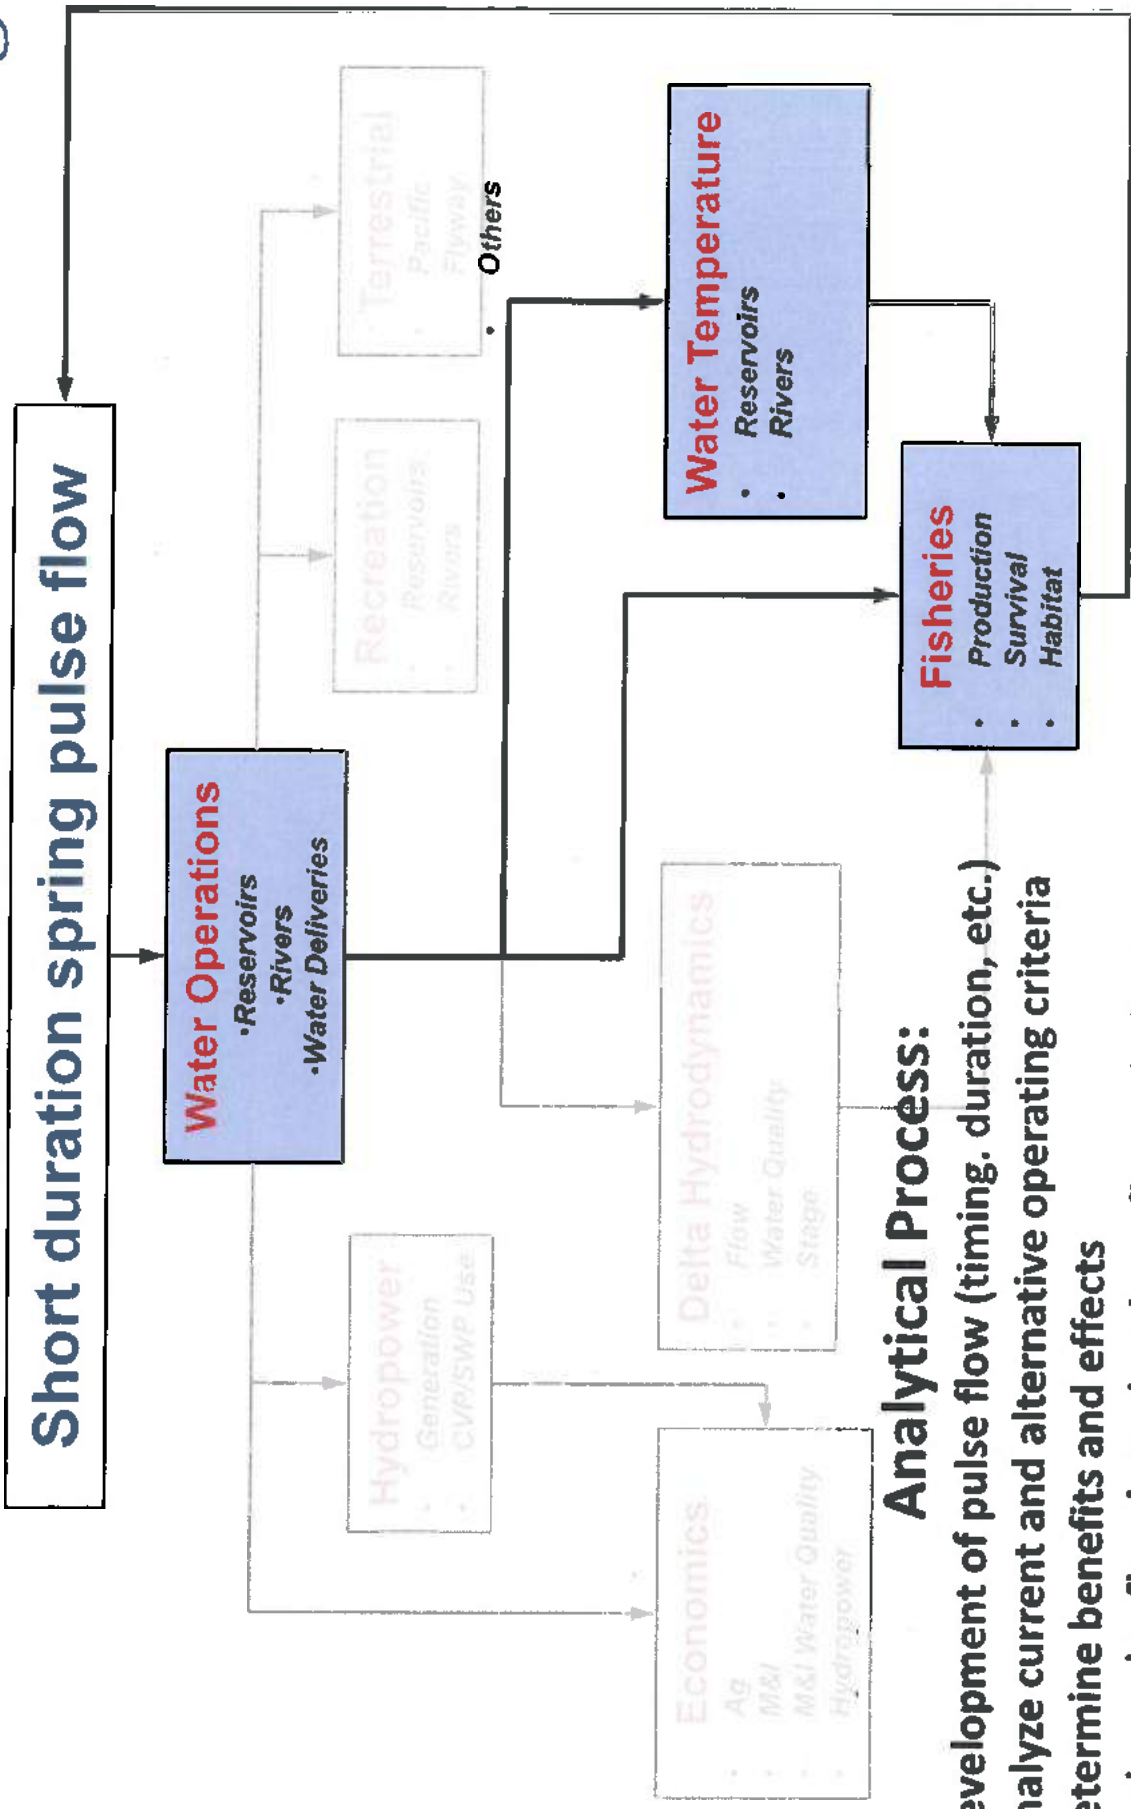 Short duration spring pulse flow
Water Operations
•Reservoirs
•Rivers
•Water Deliveries
Hydropower
• Generation
• CVP/SWP Use
Recreation
• Reservoirs
• Rivers
Terrestrial
• Pacific
Flyway
• Others
Economics
• Ag
• M&I
• M&I Water Quality
• Hydropower
Delta Hydrodynamics
• Flow
• Water Quality
• Stage
Water Temperature
• Reservoirs
• Rivers
Fisheries
• Production
• Survival
• Habitat
Analytical Process:
evelopment of pulse flow (timing. duration, etc.)
nalyze current and alternative operating criteria
etermine benefits and effects